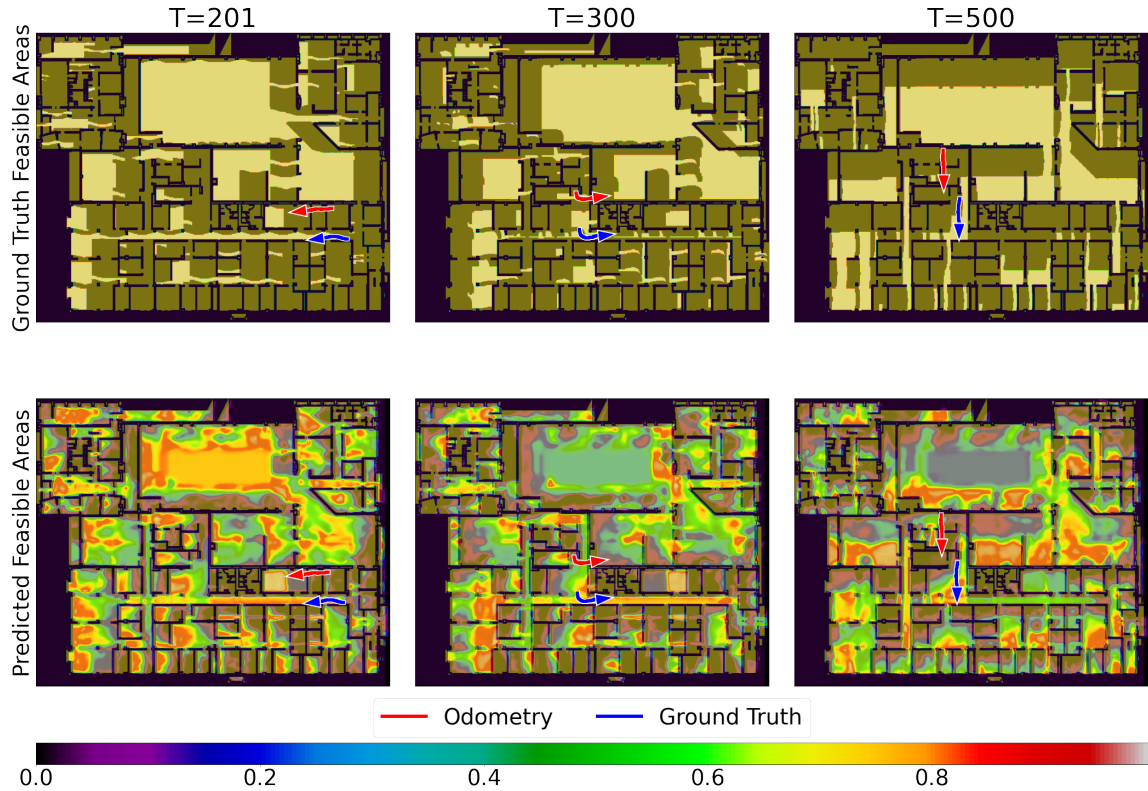 T=201
T=300
T=500
Ground Truth Feasible Areas
Predicted Feasible Areas
Odometry
Ground Truth
0.0
0.2
0.4
0.6
0.8